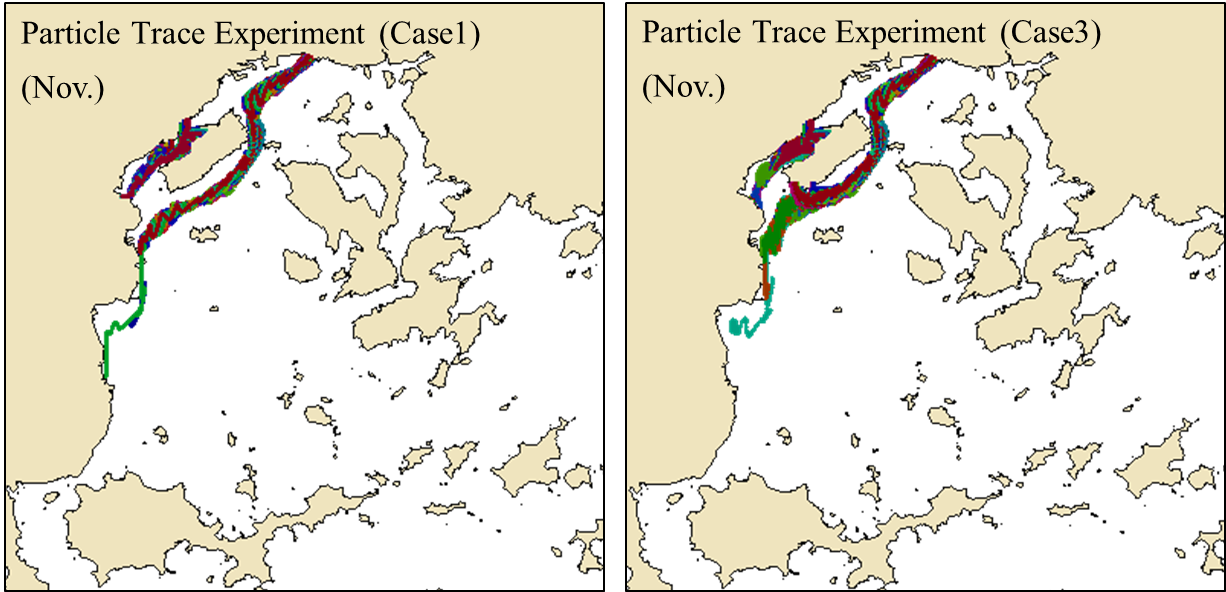 Particle Trace Experiment (Case1)
(Nov.)
Particle Trace Experiment (Case3)
(Nov.)